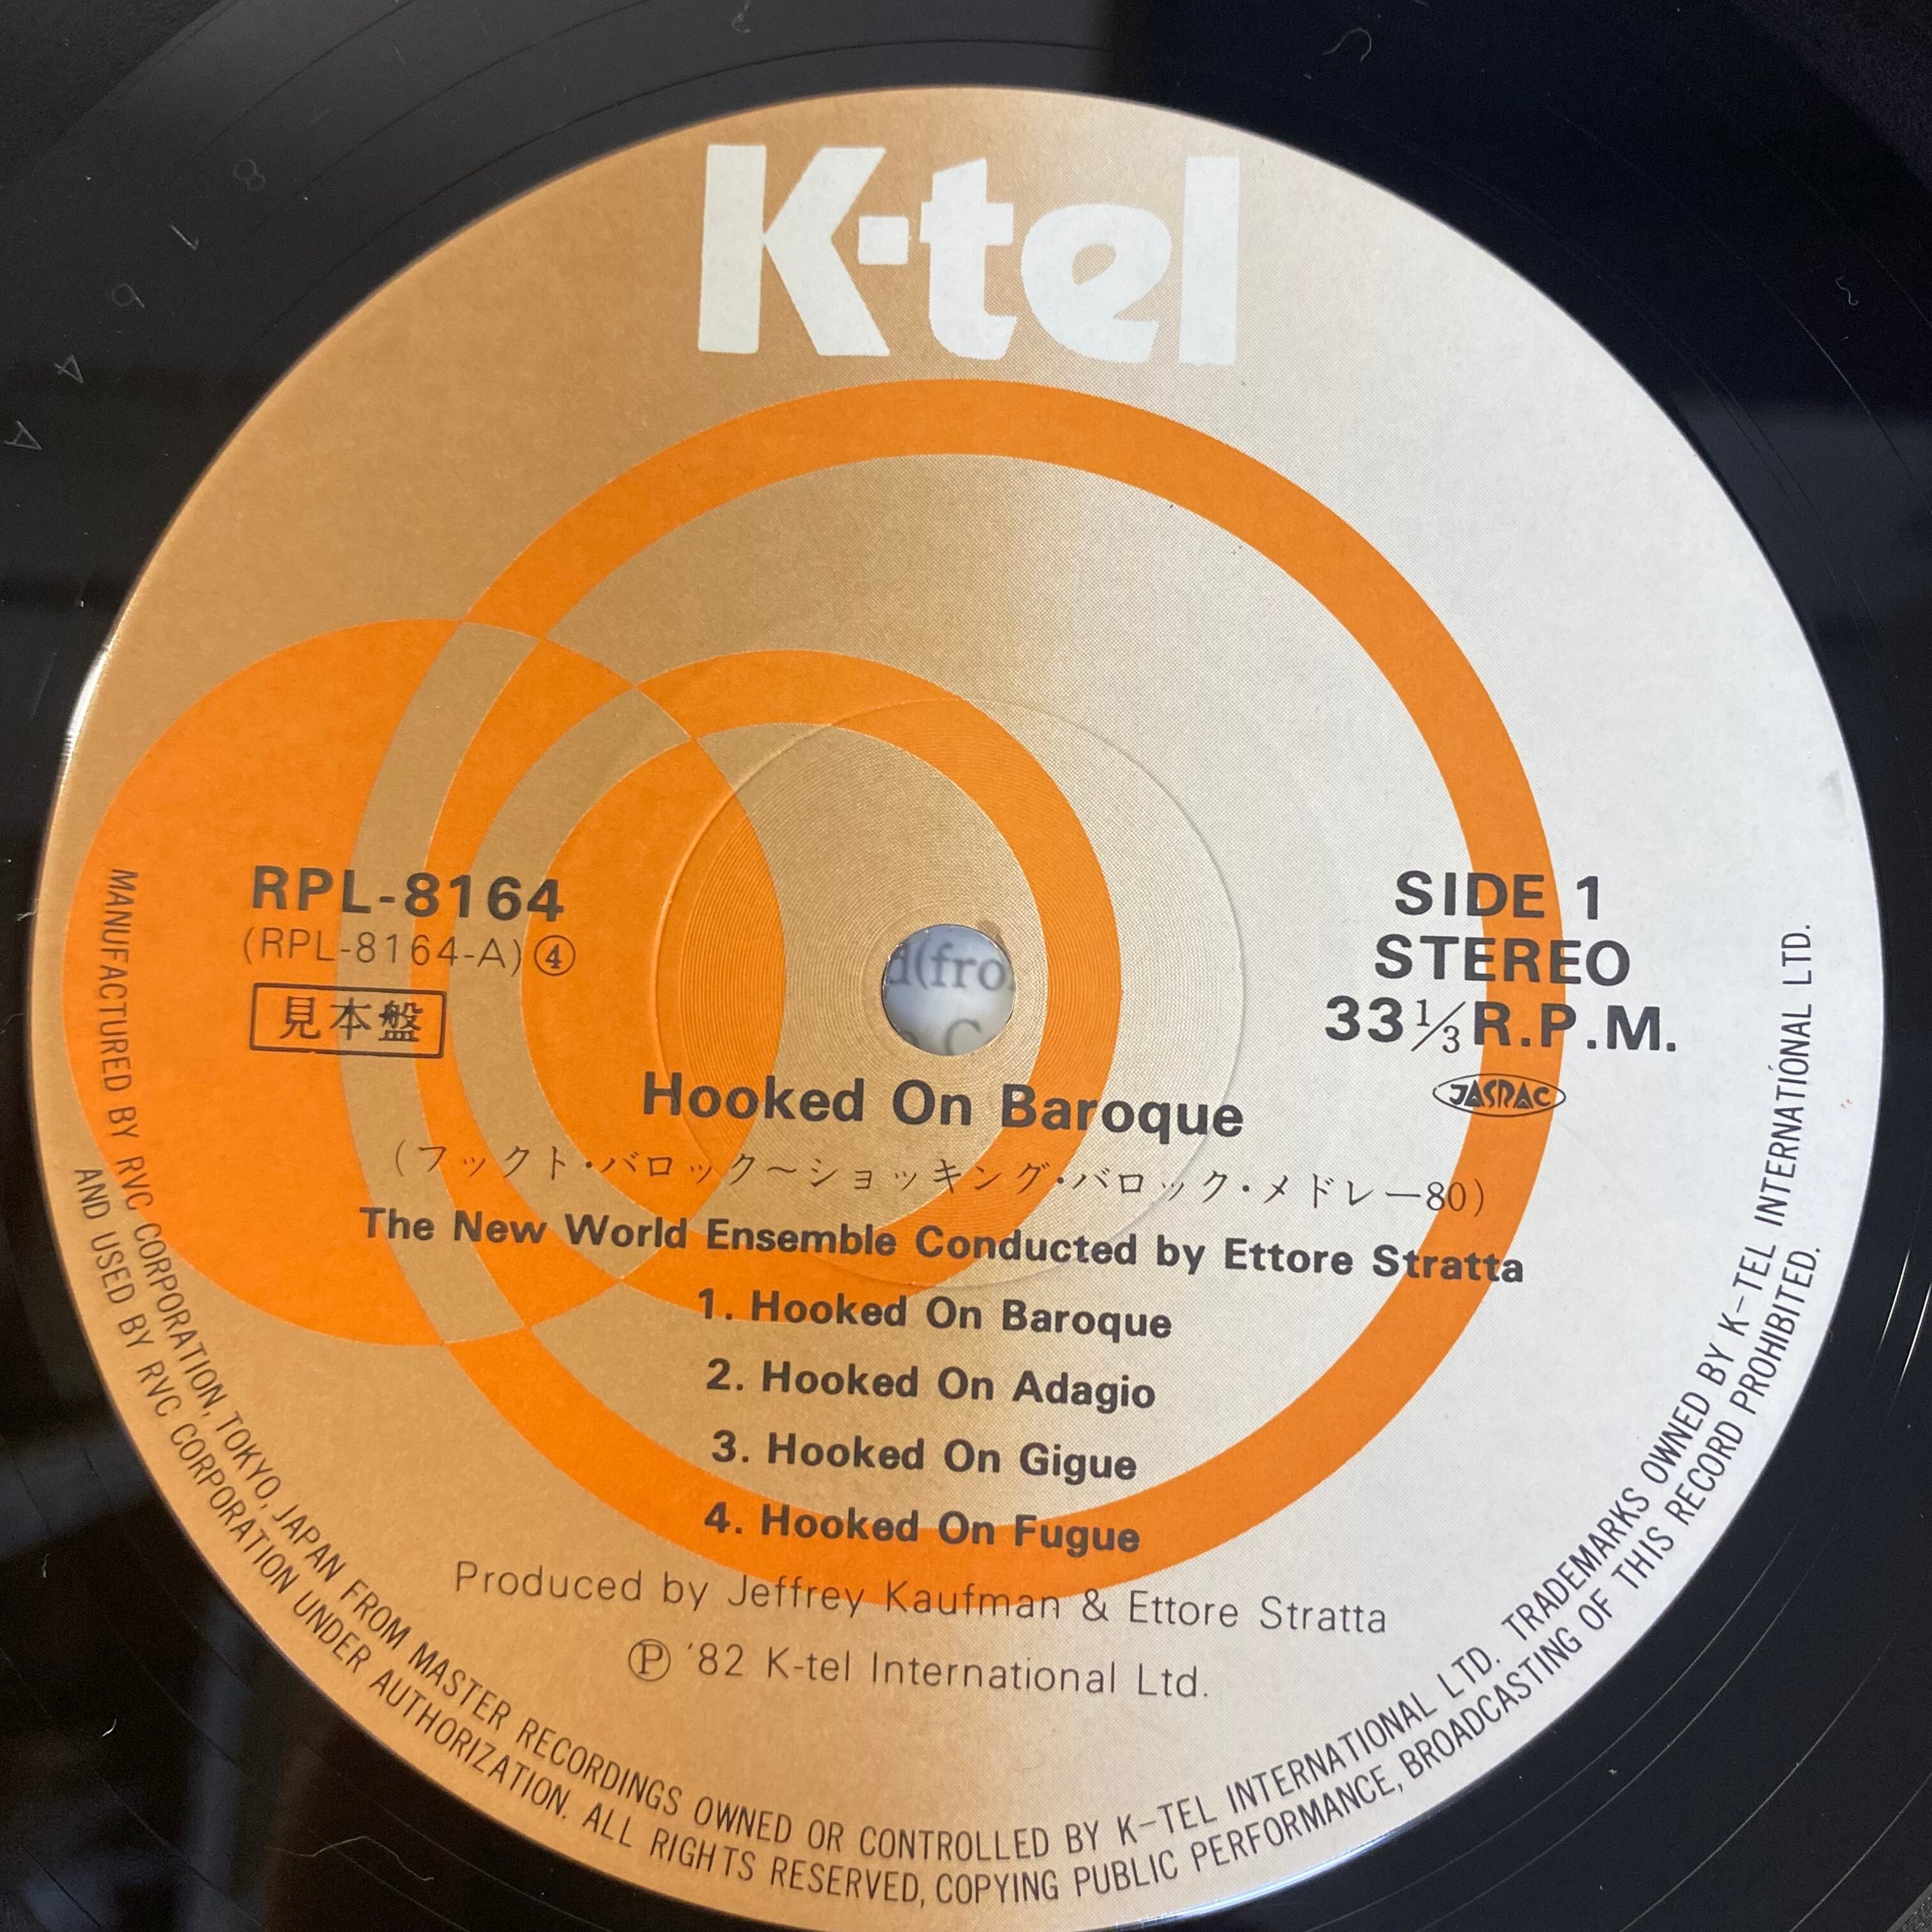 K-tel
RPL-8164
(RPL-8164-A)④
見本盤
SIDE 1
STEREO
33⅓R.P.M.
JASRAC
d(fro
Hooked On Baroque
(フックト・バロック〜ショッキング・バロック・メドレー80)
The New World Ensemble Conducted by Ettore Stratta
1. Hooked On Baroque
2. Hooked On Adagio
3. Hooked On Gigue
4. Hooked On Fugue
Produced by Jeffrey Kaufman & Ettore Stratta
Ⓟ '82 K-tel International Ltd.
MANUFACTURED BY RVC CORPORATION, TOKYO, JAPAN FROM MASTER RECORDINGS OWNED OR CONTROLLED BY K-TEL INTERNATIONAL LTD. TRADEMARKS OWNED BY K-TEL INTERNATIONAL LTD.
AND USED BY RVC CORPORATION UNDER AUTHORIZATION. ALL RIGHTS RESERVED, COPYING PUBLIC PERFORMANCE, BROADCASTING OF THIS RECORD PROHIBITED.